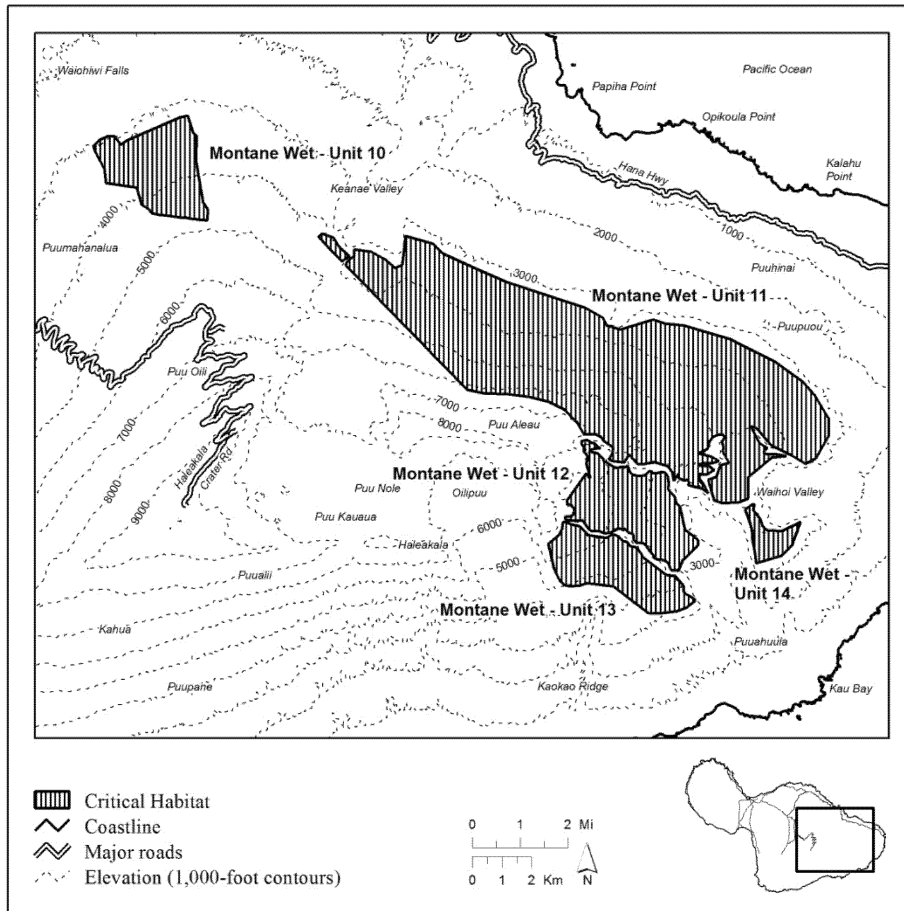 Waiohiwi Falls
Papiha Point
Pacific Ocean
Opikoula Point
Montane Wet - Unit 10
Kalahu
Point
Hana Hwy
Keanae Valley
4000
2000
1000
Puumahanalua
5000
3000
Puuhinai
Montane Wet - Unit 11
6000
Puupuou
Puu Oili
7000
7000
8000
Puu Aleau
Haleakala
Crater Rd
8000
Montane Wet -
Unit 12
9000
Puu Nole
Oilipuu
Waihoi Valley
Puu Kauaua
6000
Haleakala
5000
3000
Puualii
Montane Wet -
Unit 14
Montane Wet - Unit 13
Kahua
Puuahuula
Puupane
Kaokao Ridge
Kau Bay
Critical Habitat
Coastline
Major roads
Elevation (1,000-foot contours)
0 1 2 Mi
0 1 2 Km
N